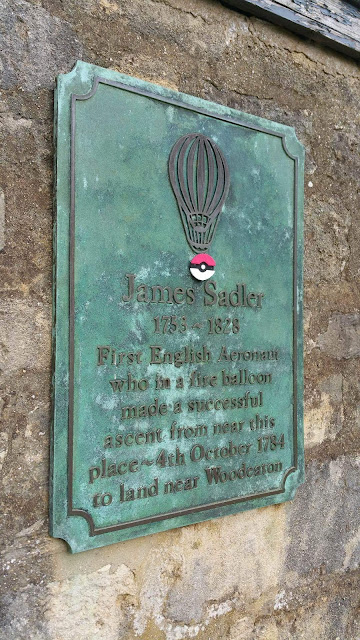 James Sadler
1753~1828
First English Aeronaut
who in a fire balloon
made a successful
ascent from near this
place~4th October 1784
to land near Woodeaton.